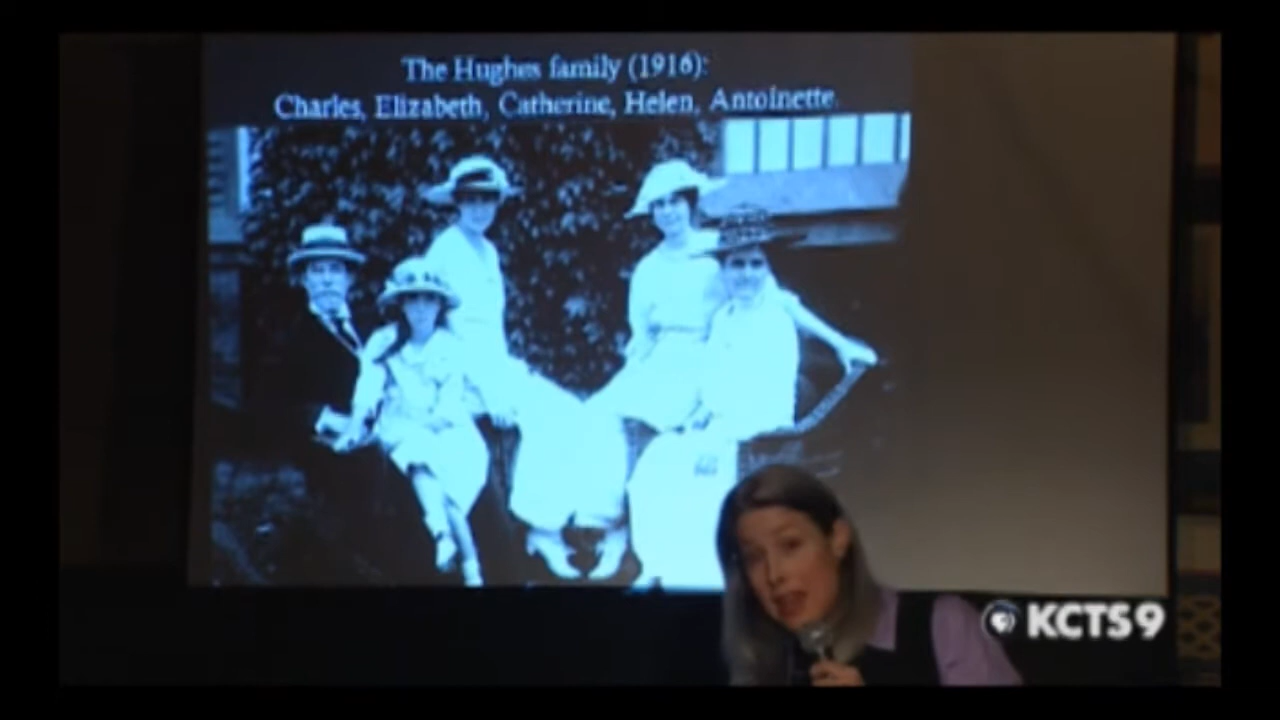 The Hughes family (1916):
Charles, Elizabeth, Catherine, Helen, Antoinette.
KCTS9